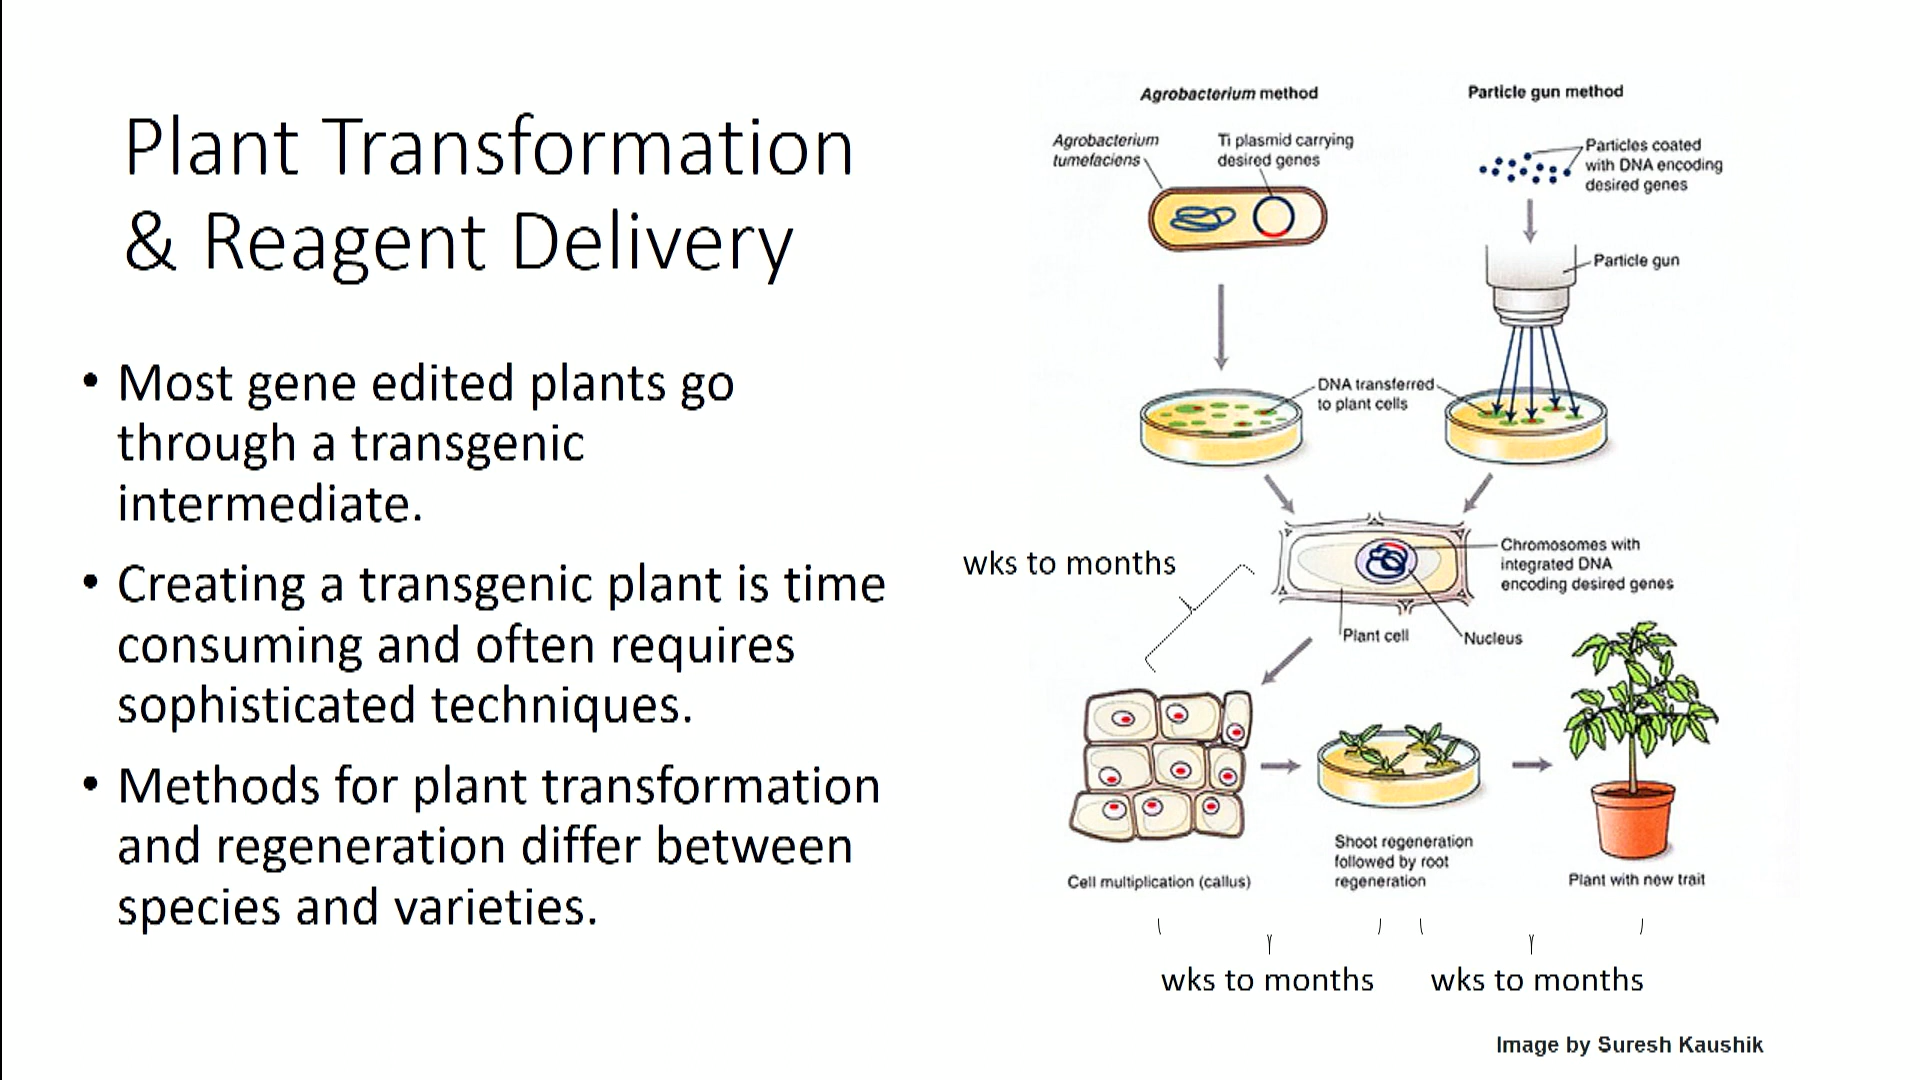 Plant Transformation
& Reagent Delivery
• Most gene edited plants go
through a transgenic
intermediate.
• Creating a transgenic plant is time
consuming and often requires
sophisticated techniques.
• Methods for plant transformation
and regeneration differ between
species and varieties.
Agrobacterium method
Particle gun method
Agrobacterium
tumefaciens
Ti plasmid carrying
desired genes
Particles coated
with DNA encoding
desired genes
Particle gun
DNA transferred
to plant cells
wks to months
Chromosomes with
integrated DNA
encoding desired genes
Plant cell
Nucleus
Cell multiplication (callus)
Shoot regeneration
followed by root
regeneration
Plant with new trait
wks to months
wks to months
Image by Suresh Kaushik